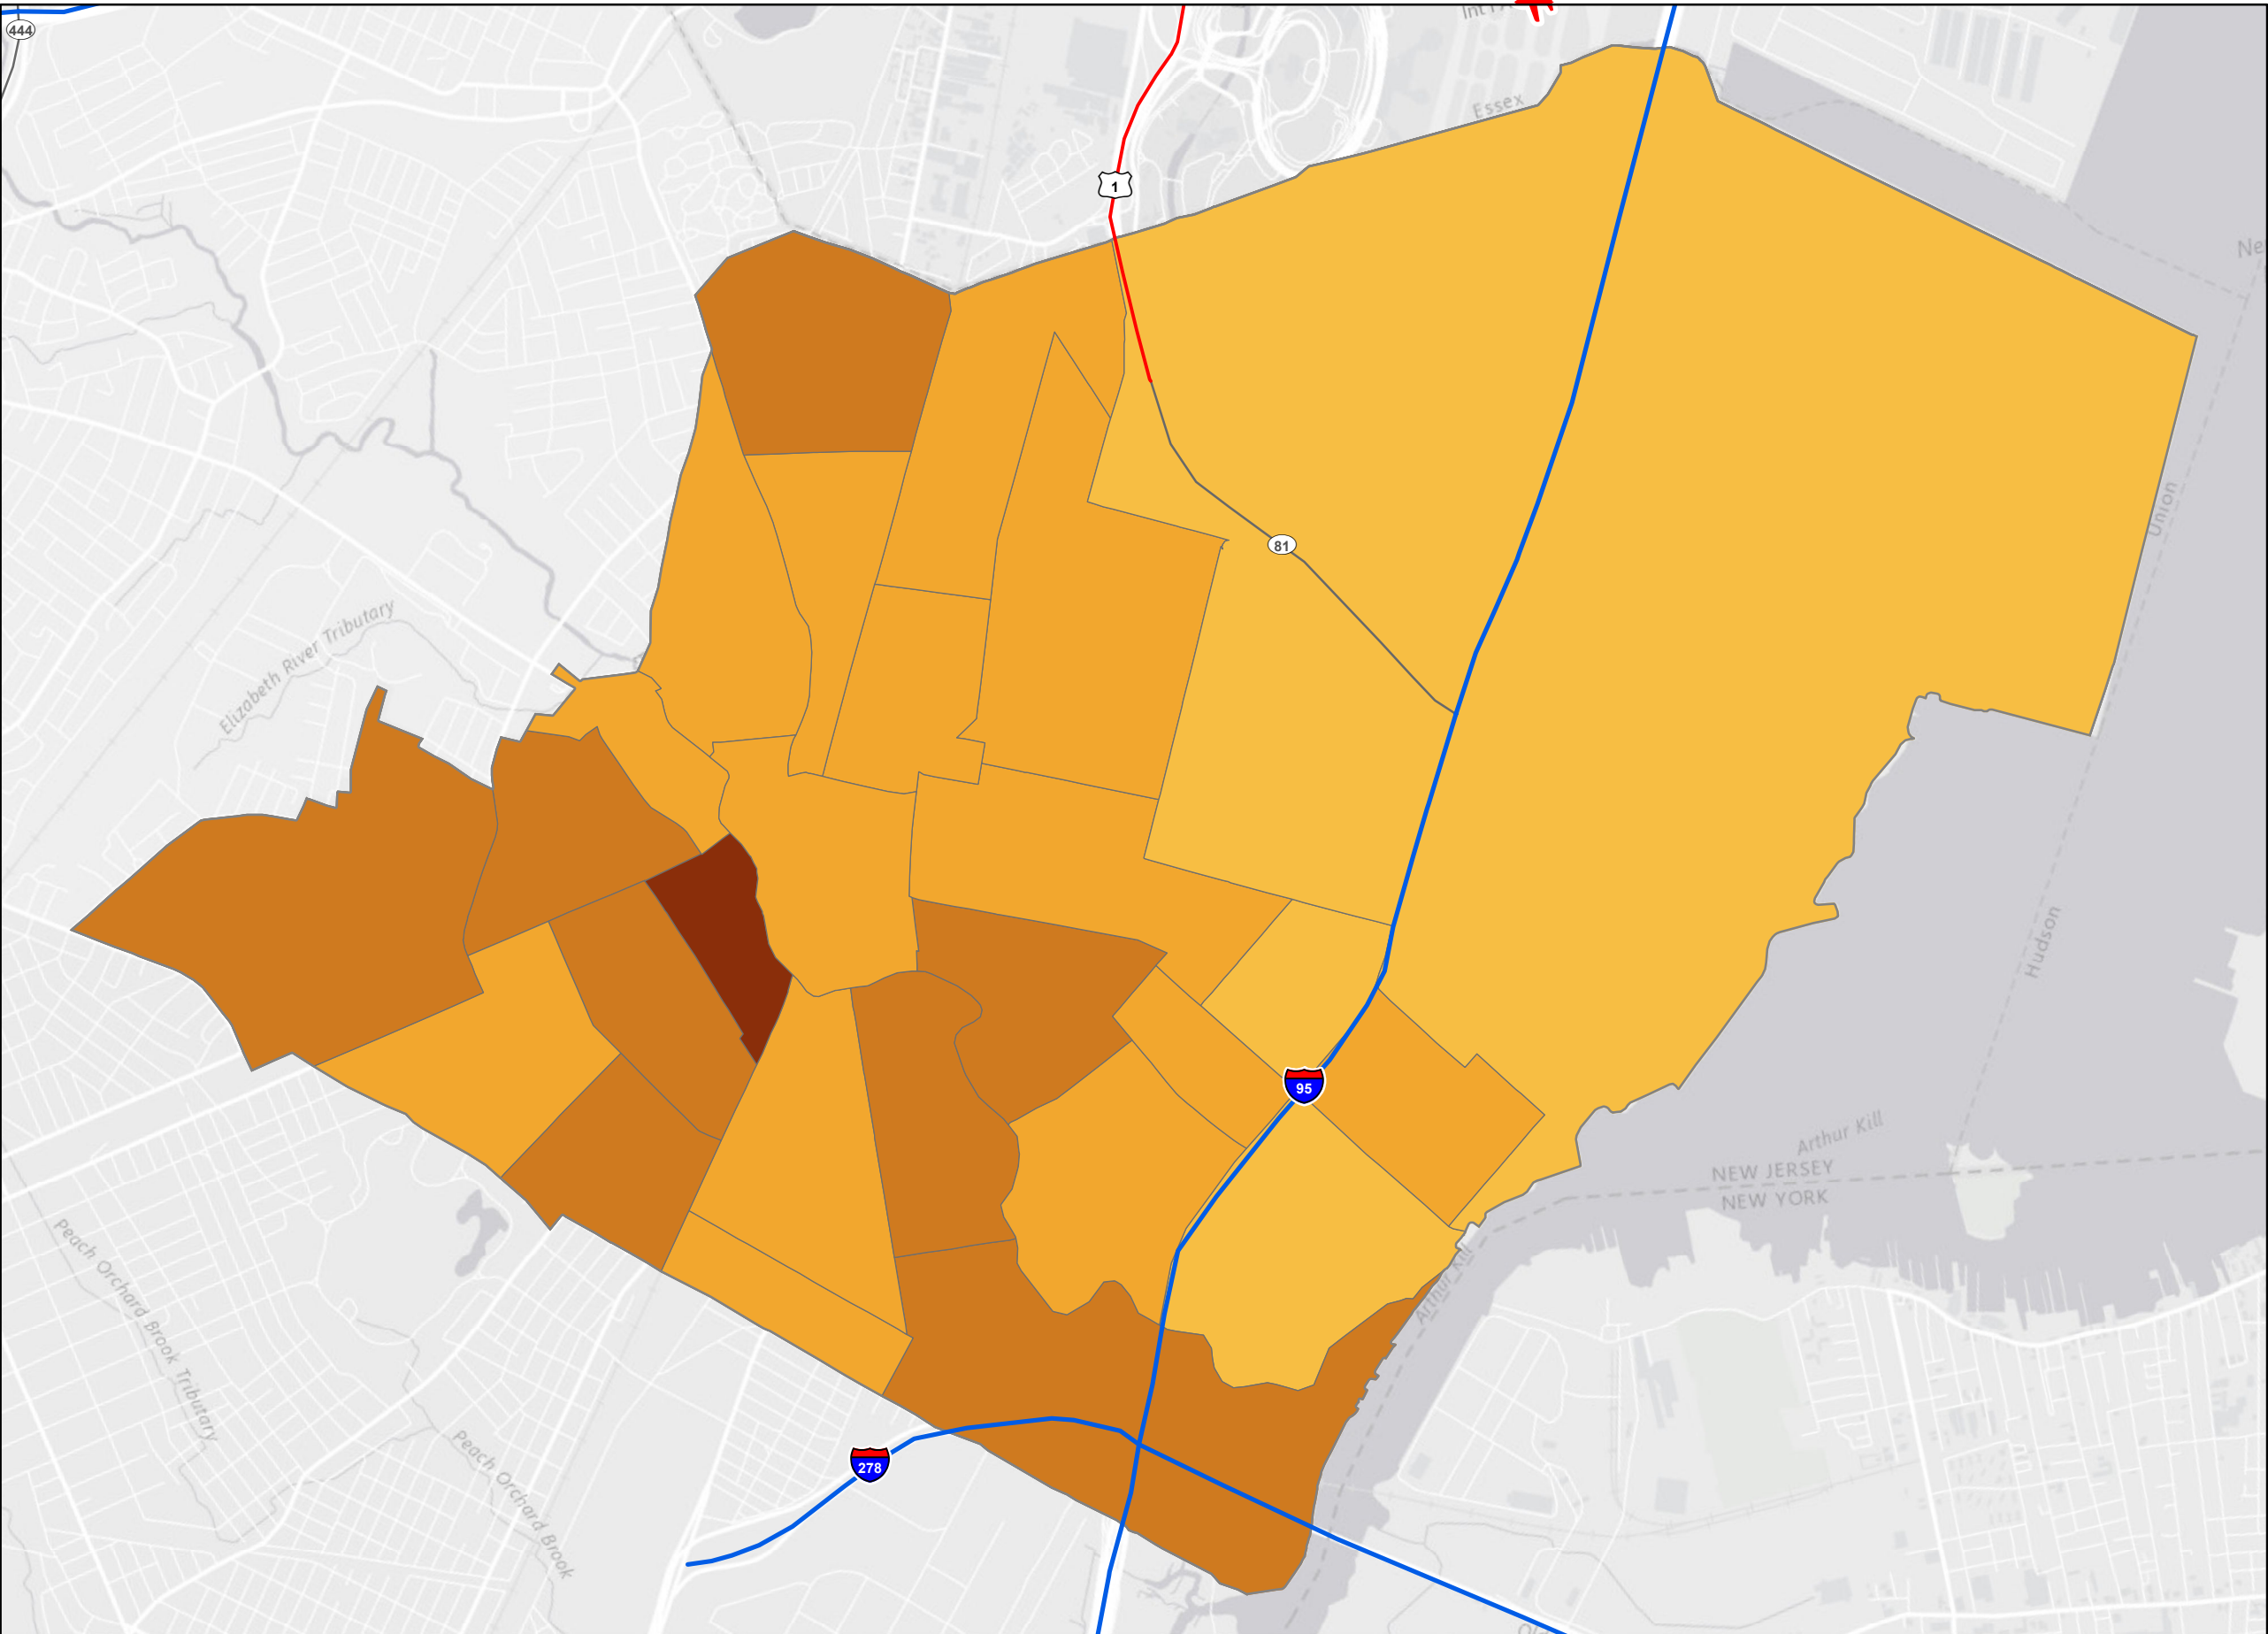 444
Essex
1
Union
81
Elizabeth River Tributary
Hudson
95
Arthur Kill
NEW JERSEY
NEW YORK
Arthur Kill
Peach Orchard Brook Tributary
Peach Orchard Brook
278